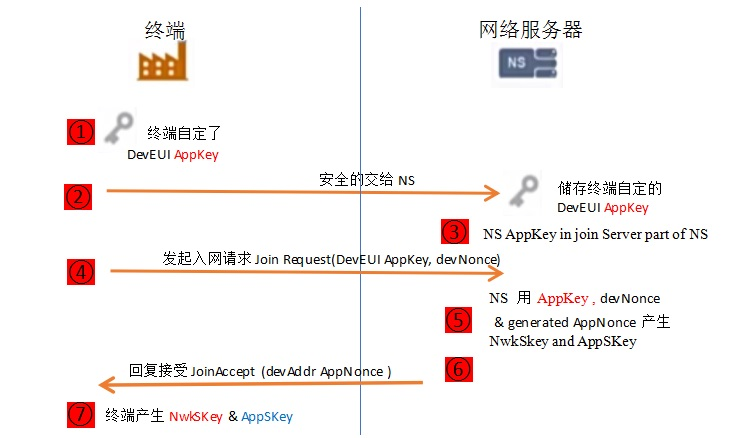 终端
网络服务器
NS
① 终端自定了
DevEUI AppKey
② 安全的交给 NS
储存终端自定的
DevEUI AppKey
③ NS AppKey in join Server part of NS
④ 发起入网请求 Join Request(DevEUI AppKey, devNonce)
NS 用 AppKey , devNonce
⑤ & generated AppNonce 产生
NwkSkey and AppSKey
⑥
回复接受 JoinAccept (devAddr AppNonce )
⑦ 终端产生 NwkSKey & AppSKey